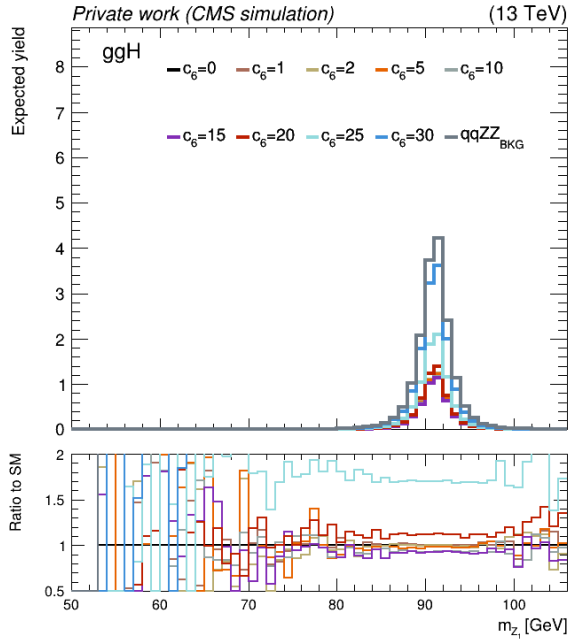 Private work (CMS simulation) (13 TeV)
ggH
c6=0 c6=1 c6=2 c6=5 c6=10
c6=15 c6=20 c6=25 c6=30 qqZZBKG
Expected yield
8
7
6
5
4
3
2
1
0
Ratio to SM
2
1.5
1
0.5
50 60 70 80 90 100
mZ1 [GeV]